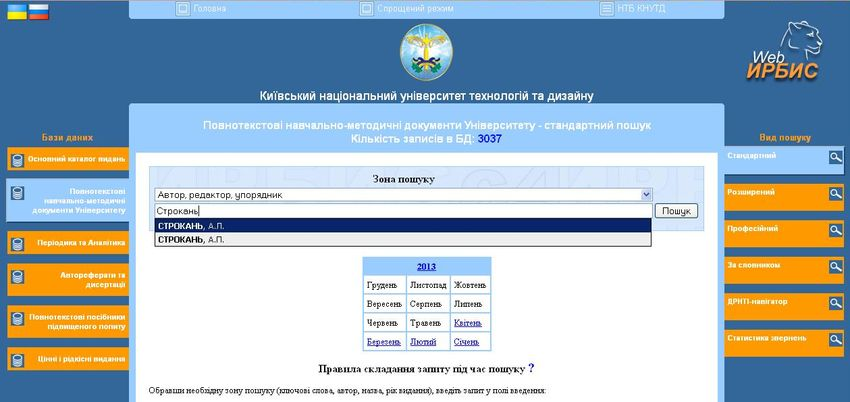 Головна
Спрощений режим
НТБ КНУТД
Web
ИРБИС
Київський національний університет технологій та дизайну
Повнотекстові навчально-методичні документи Університету - стандартний пошук
Кількість записів в БД: 3037
Бази даних
Основний каталог видань
Повнотекстові
навчально-методичні
документи Університету
Періодика та Аналітика
Автореферати та
дисертації
Повнотекстові посібники
підвищеного попиту
Цінні і рідкісні видання
Зона пошуку
Автор, редактор, упорядник
Строкань
Пошук
СТРОКАНЬ, А.П.
СТРОКАНЬ, А.П.
2013
Грудень Листопад Жовтень
Вересень Серпень Липень
Червень Травень Квітень
Березень Лютий Січень
Правила складання запиту під час пошуку ?
Обравши необхідну зону пошуку (ключові слова, автор, назва, рік видання), введіть запит у полі введення:
Вид пошуку
Стандартний
Розширений
Професійний
За словником
ДРНТІ-навігатор
Статистика звернень